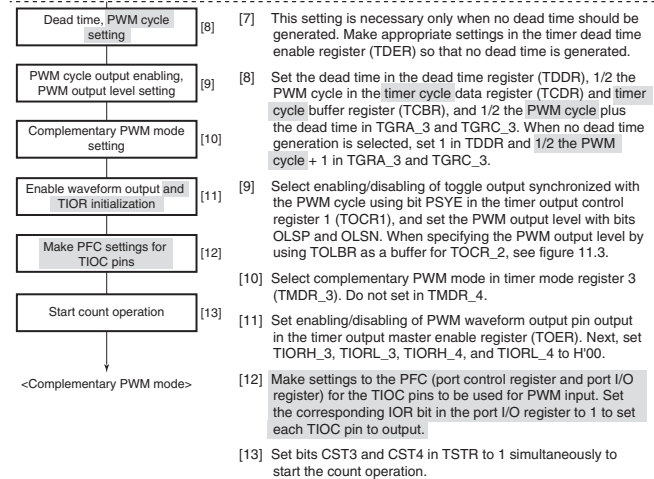 Dead time, PWM cycle
setting
[8]
PWM cycle output enabling,
PWM output level setting
[9]
Complementary PWM mode
setting
[10]
Enable waveform output and
TIOR initialization
[11]
Make PFC settings for
TIOC pins
[12]
Start count operation
[13]
<Complementary PWM mode>
[7] This setting is necessary only when no dead time should be
generated. Make appropriate settings in the timer dead time
enable register (TDER) so that no dead time is generated.
[8] Set the dead time in the dead time register (TDDR), 1/2 the
PWM cycle in the timer cycle data register (TCDR) and timer
cycle buffer register (TCBR), and 1/2 the PWM cycle plus
the dead time in TGRA_3 and TGRC_3. When no dead time
generation is selected, set 1 in TDDR and 1/2 the PWM
cycle + 1 in TGRA_3 and TGRC_3.
[9] Select enabling/disabling of toggle output synchronized with
the PWM cycle using bit PSYE in the timer output control
register 1 (TOCR1), and set the PWM output level with bits
OLSP and OLSN. When specifying the PWM output level by
using TOLBR as a buffer for TOCR_2, see figure 11.3.
[10] Select complementary PWM mode in timer mode register 3
(TMDR_3). Do not set in TMDR_4.
[11] Set enabling/disabling of PWM waveform output pin output
in the timer output master enable register (TOER). Next, set
TIORH_3, TIORL_3, TIORH_4, and TIORL_4 to H'00.
[12] Make settings to the PFC (port control register and port I/O
register) for the TIOC pins to be used for PWM input. Set
the corresponding IOR bit in the port I/O register to 1 to set
each TIOC pin to output.
[13] Set bits CST3 and CST4 in TSTR to 1 simultaneously to
start the count operation.